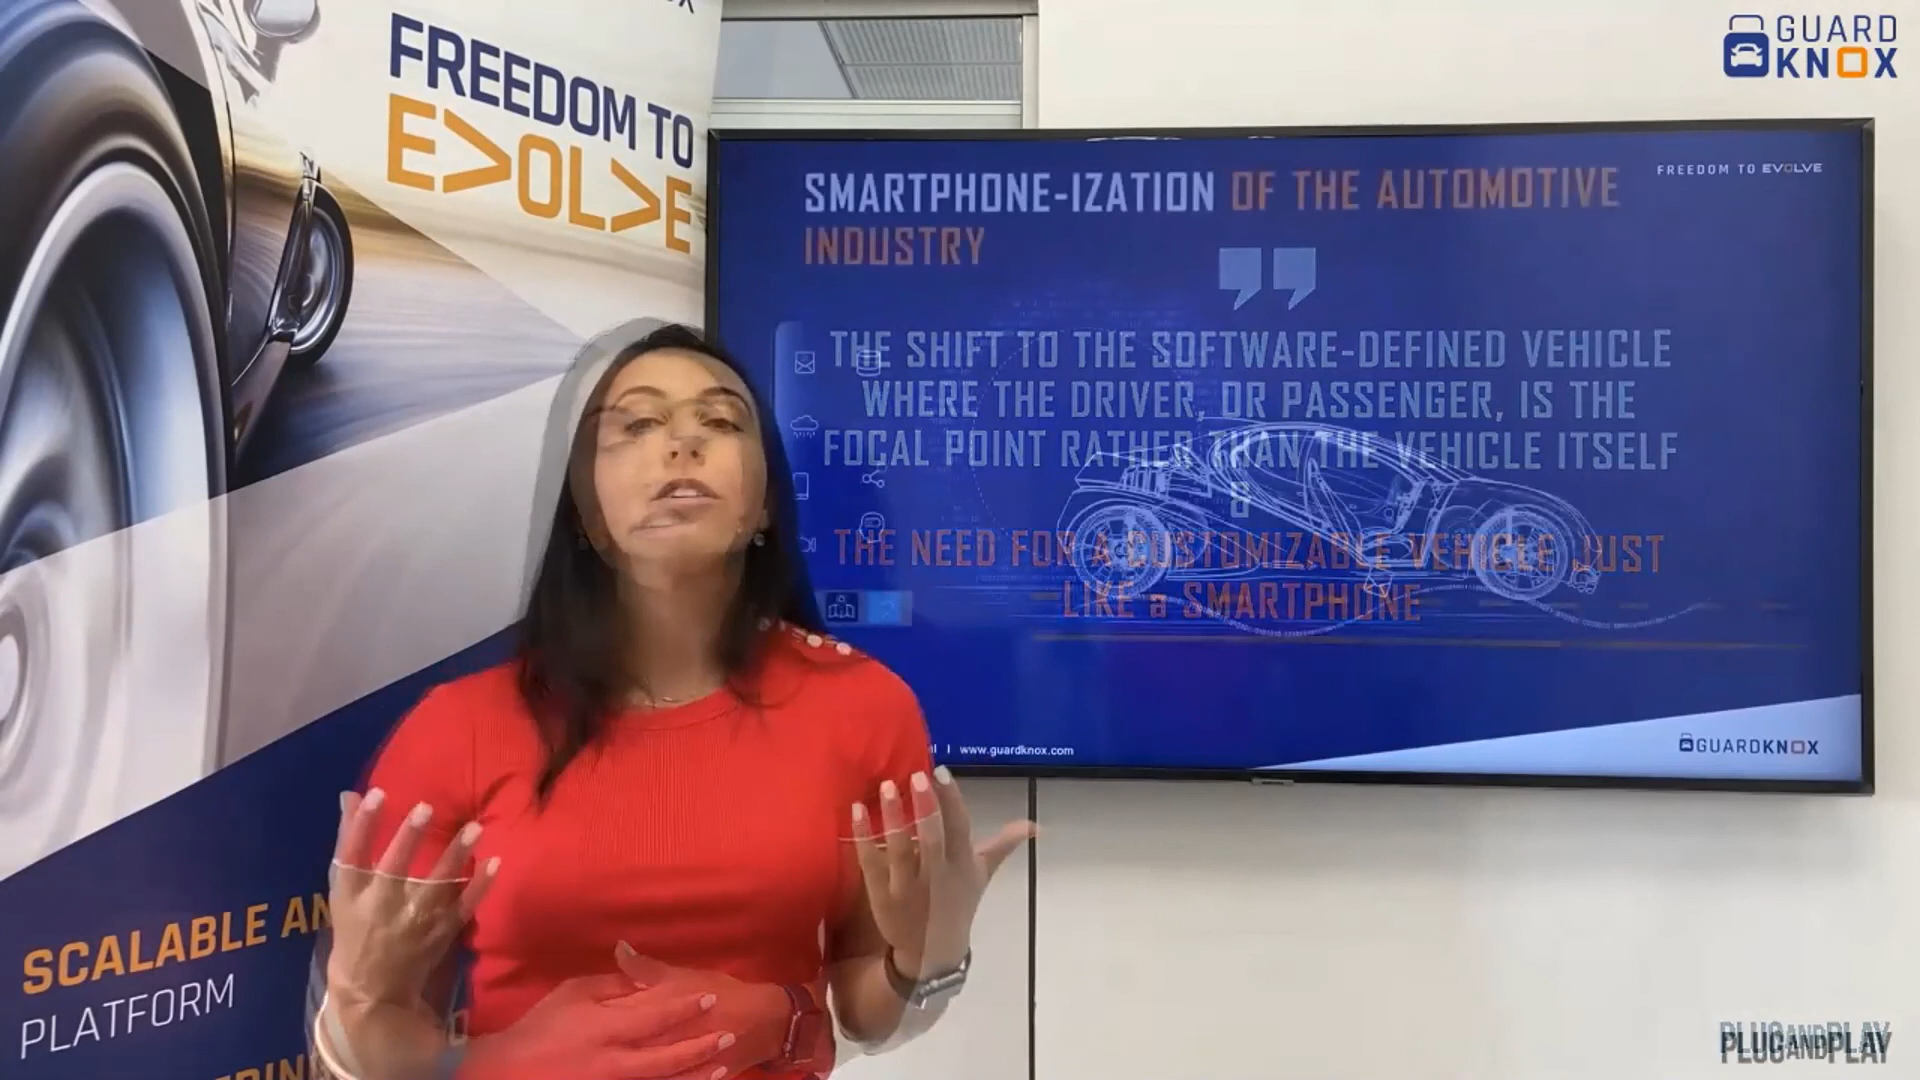 FREEDOM TO
E>OL>E
SCALABLE AN
PLATFORM
GUARD
KNOX
FREEDOM TO EVOLVE
SMARTPHONE-IZATION OF THE AUTOMOTIVE
INDUSTRY
THE SHIFT TO THE SOFTWARE-DEFINED VEHICLE
WHERE THE DRIVER, OR PASSENGER, IS THE
FOCAL POINT RATHER THAN THE VEHICLE ITSELF
&
THE NEED FOR A CUSTOMIZABLE VEHICLE JUST
LIKE a SMARTPHONE
| www.guardknox.com
GUARDKNOX
PLUGANDPLAY